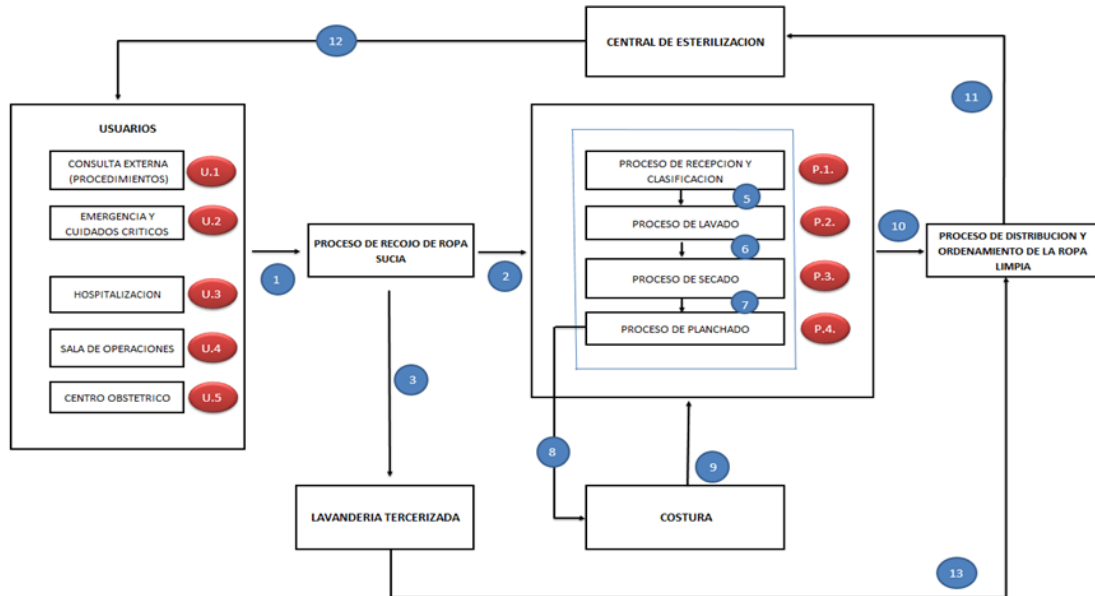 12
CENTRAL DE ESTERILIZACION
11
USUARIOS
CONSULTA EXTERNA
(PROCEDIMIENTOS)
U.1
EMERGENCIA Y
CUIDADOS CRITICOS
U.2
HOSPITALIZACION
U.3
SALA DE OPERACIONES
U.4
CENTRO OBSTETRICO
U.5
1
PROCESO DE RECOJO DE ROPA
SUCIA
2
3
PROCESO DE RECEPCION Y
CLASIFICACION
P.1.
5
PROCESO DE LAVADO
P.2.
6
PROCESO DE SECADO
P.3.
7
PROCESO DE PLANCHADO
P.4.
10
PROCESO DE DISTRIBUCION Y
ORDENAMIENTO DE LA ROPA
LIMPIA
8
9
LAVANDERIA TERCERIZADA
COSTURA
13